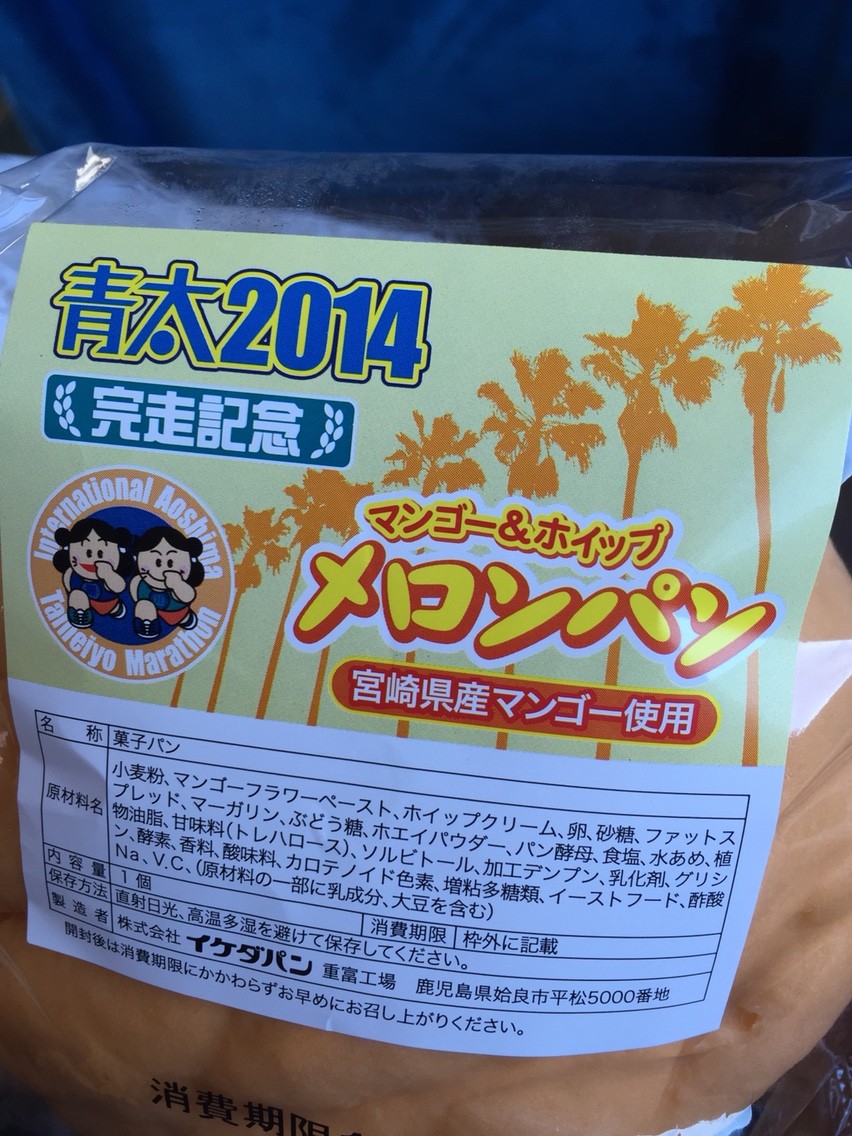 青太2014
完走記念
International Aoshima
Taiheiyo Marathon
マンゴー&ホイップ
メロンパン
宮崎県産マンゴー使用
名 称 菓子パン
原材料名 小麦粉、マンゴーフラワーペースト、ホイップクリーム、卵、砂糖、ファットス
プレッド、マーガリン、ぶどう糖、ホエイパウダー、パン酵母、食塩、水あめ、植
物油脂、甘味料(トレハロース)、ソルビトール、加工デンプン、乳化剤、グリシ
ン、酵素、香料、酸味料、カロテノイド色素、増粘多糖類、イーストフード、酢酸
Na、V.C、(原材料の一部に乳成分、大豆を含む)
内 容 量 1個 消費期限 枠外に記載
保存方法 直射日光、高温多湿を避けて保存してください。
製 造 者 株式会社 イケダパン 重富工場 鹿児島県姶良市平松5000番地
開封後は消費期限にかかわらずお早めにお召し上がりください。
消費期限